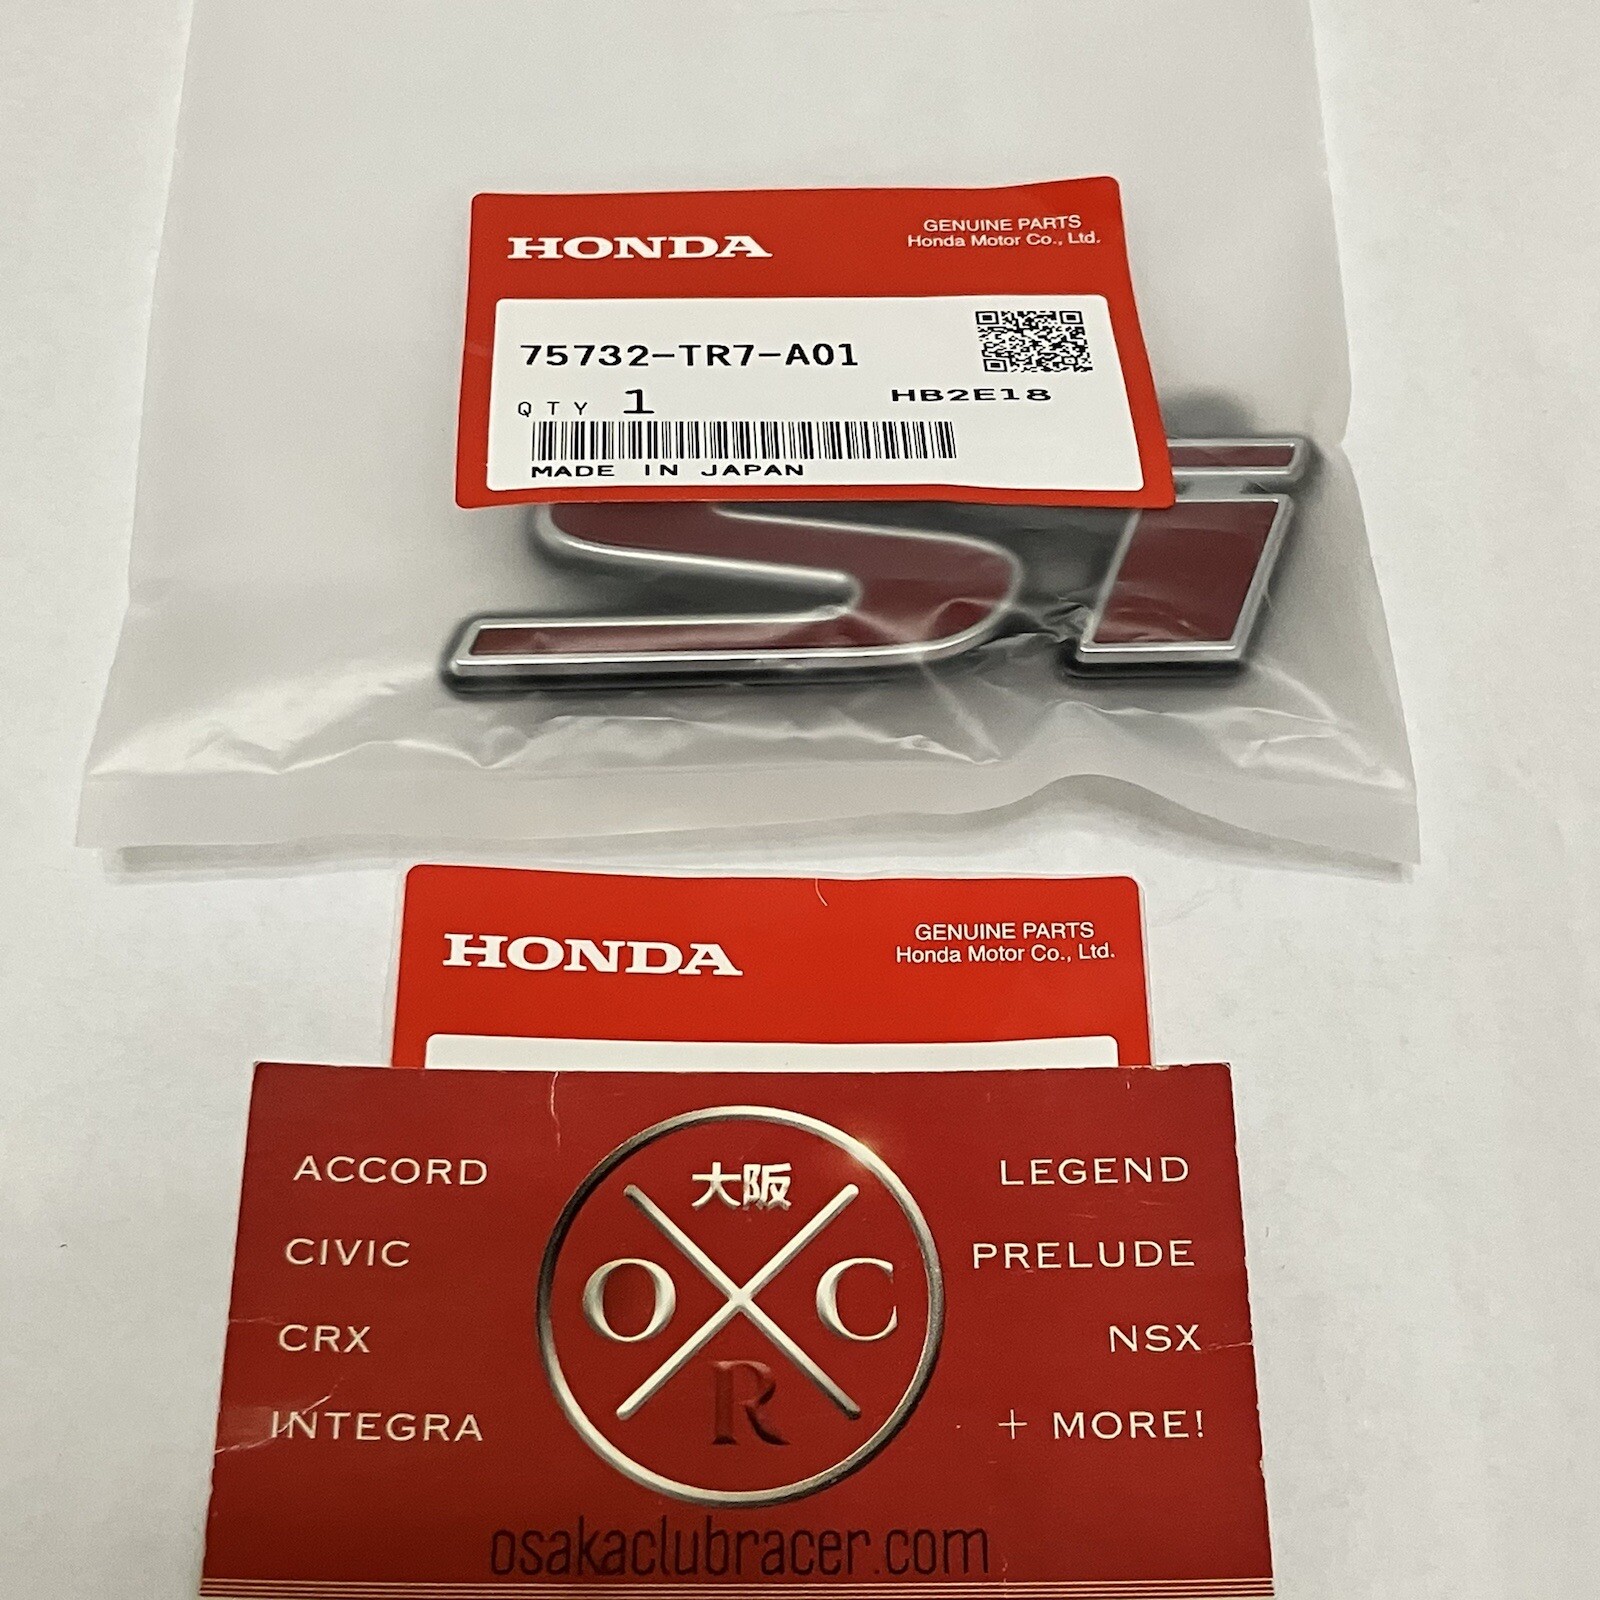 HONDA
GENUINE PARTS
Honda Motor Co., Ltd.
75732-TR7-A01
QTY 1
HB2E18
MADE IN JAPAN
Si
HONDA
GENUINE PARTS
Honda Motor Co., Ltd.
ACCORD
CIVIC
CRX
INTEGRA
大阪
O C
R
LEGEND
PRELUDE
NSX
+ MORE!
osakaclubracer.com